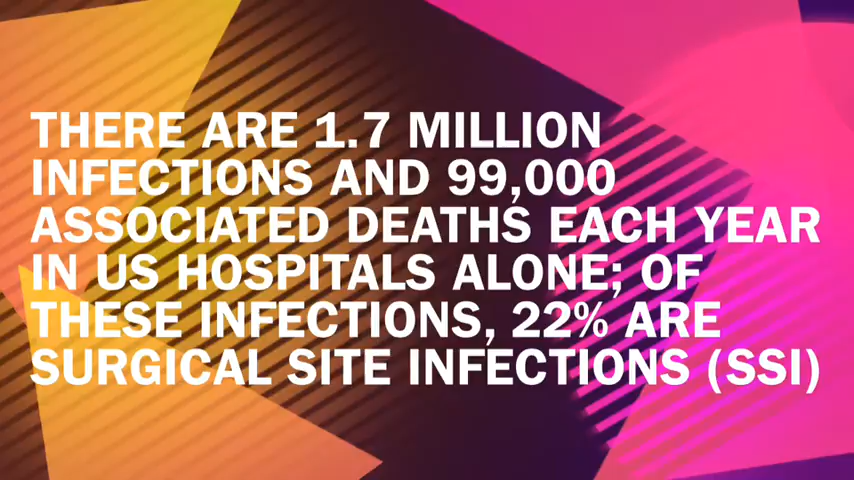 THERE ARE 1.7 MILLION
INFECTIONS AND 99,000
ASSOCIATED DEATHS EACH YEAR
IN US HOSPITALS ALONE; OF
THESE INFECTIONS, 22% ARE
SURGICAL SITE INFECTIONS (SSI)